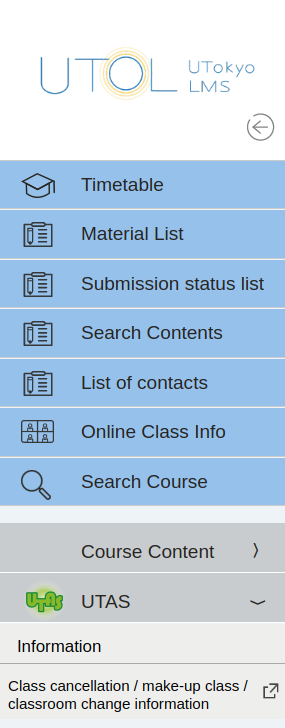 UTOL UTokyo
LMS
Timetable
Material List
Submission status list
Search Contents
List of contacts
Online Class Info
Search Course
Course Content
UTAS UTAS
Information
Class cancellation / make-up class /
classroom change information